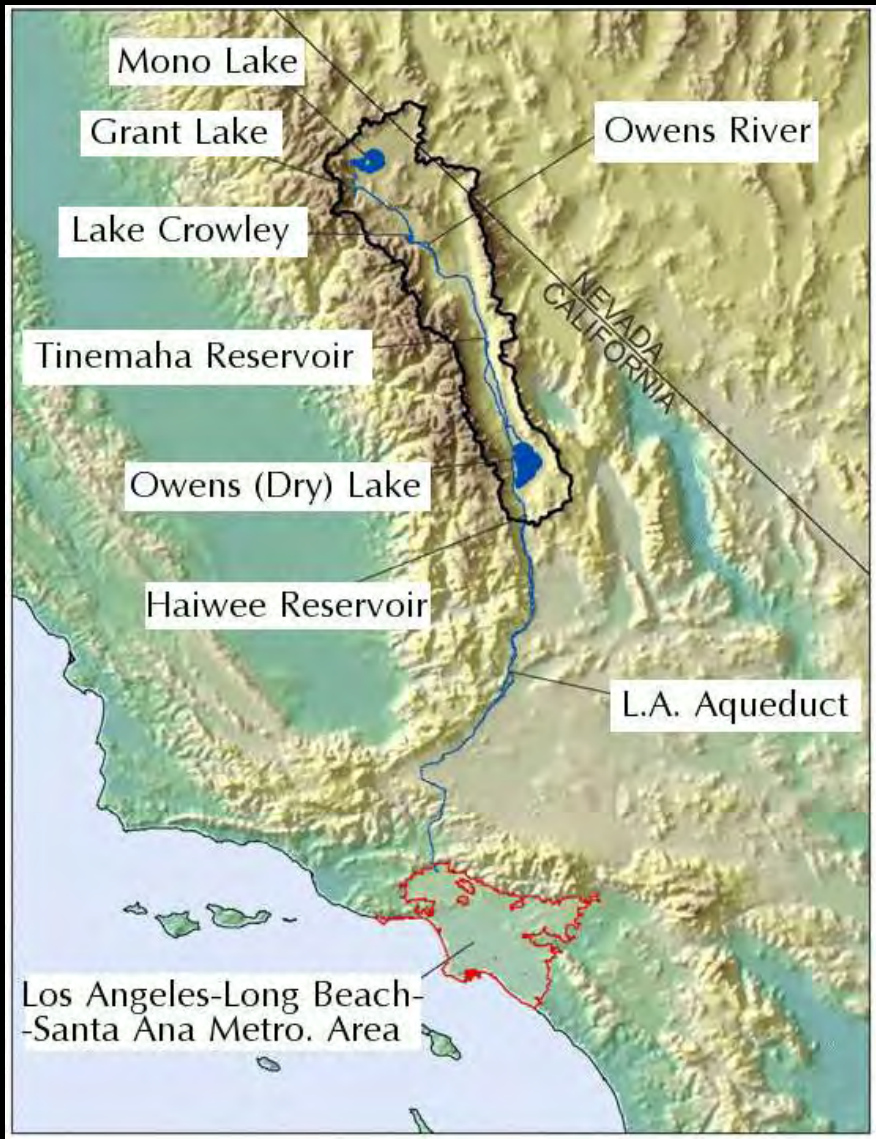 Mono Lake
Grant Lake
Owens River
Lake Crowley
NEVADA
CALIFORNIA
Tinemaha Reservoir
Owens (Dry) Lake
Haiwee Reservoir
L.A. Aqueduct
Los Angeles-Long Beach-
-Santa Ana Metro. Area